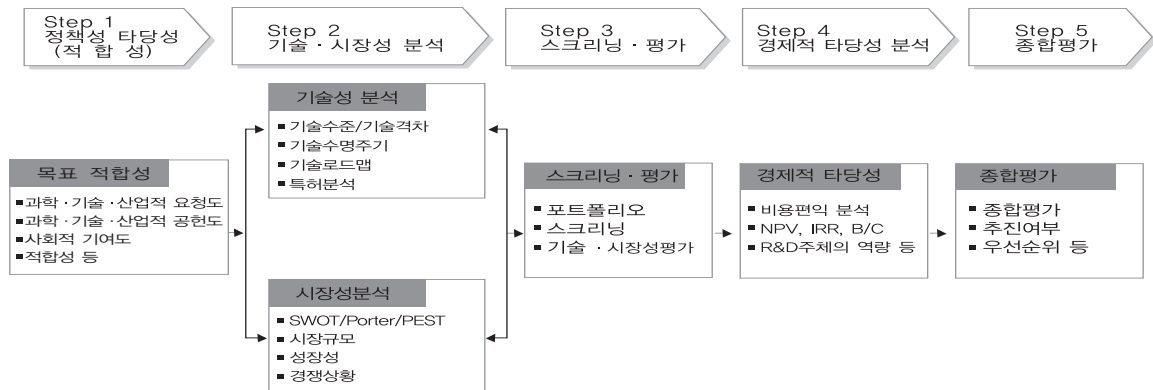 Step 1
정책성 타당성
(적 합 성)
Step 2
기술 · 시장성 분석
Step 3
스크리닝 · 평가
Step 4
경제적 타당성 분석
Step 5
종합평가
목표 적합성
▪과학 · 기술 · 산업적 요청도
▪과학 · 기술 · 산업적 공헌도
▪사회적 기여도
▪적합성 등
기술성 분석
▪ 기술수준/기술격차
▪ 기술수명주기
▪ 기술로드맵
▪ 특허분석
시장성분석
▪ SWOT/Porter/PEST
▪ 시장규모
▪ 성장성
▪ 경쟁상황
스크리닝 · 평가
▪ 포트폴리오
▪ 스크리닝
▪ 기술 · 시장성평가
경제적 타당성
▪ 비용편익 분석
▪ NPV, IRR, B/C
▪ R&D주체의 역량 등
종합평가
▪ 종합평가
▪ 추진여부
▪ 우선순위 등